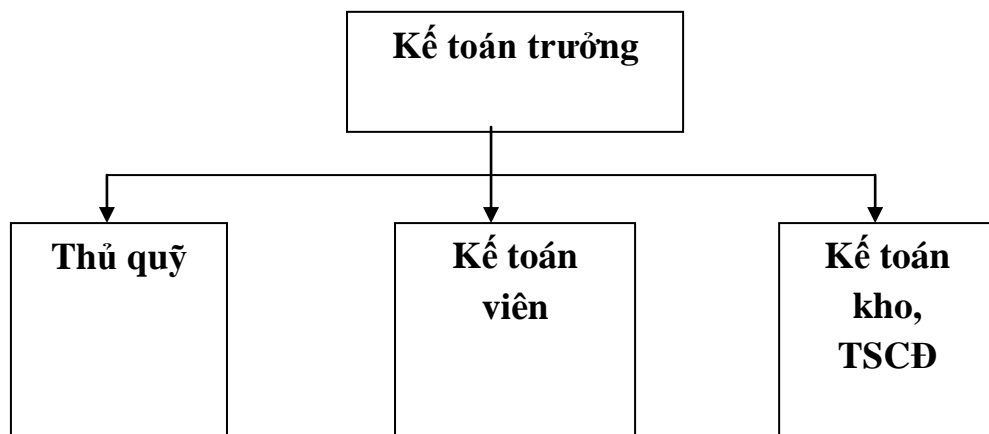 Kế toán trưởng
Thủ quỹ
Kế toán
viên
Kế toán
kho,
TSCĐ